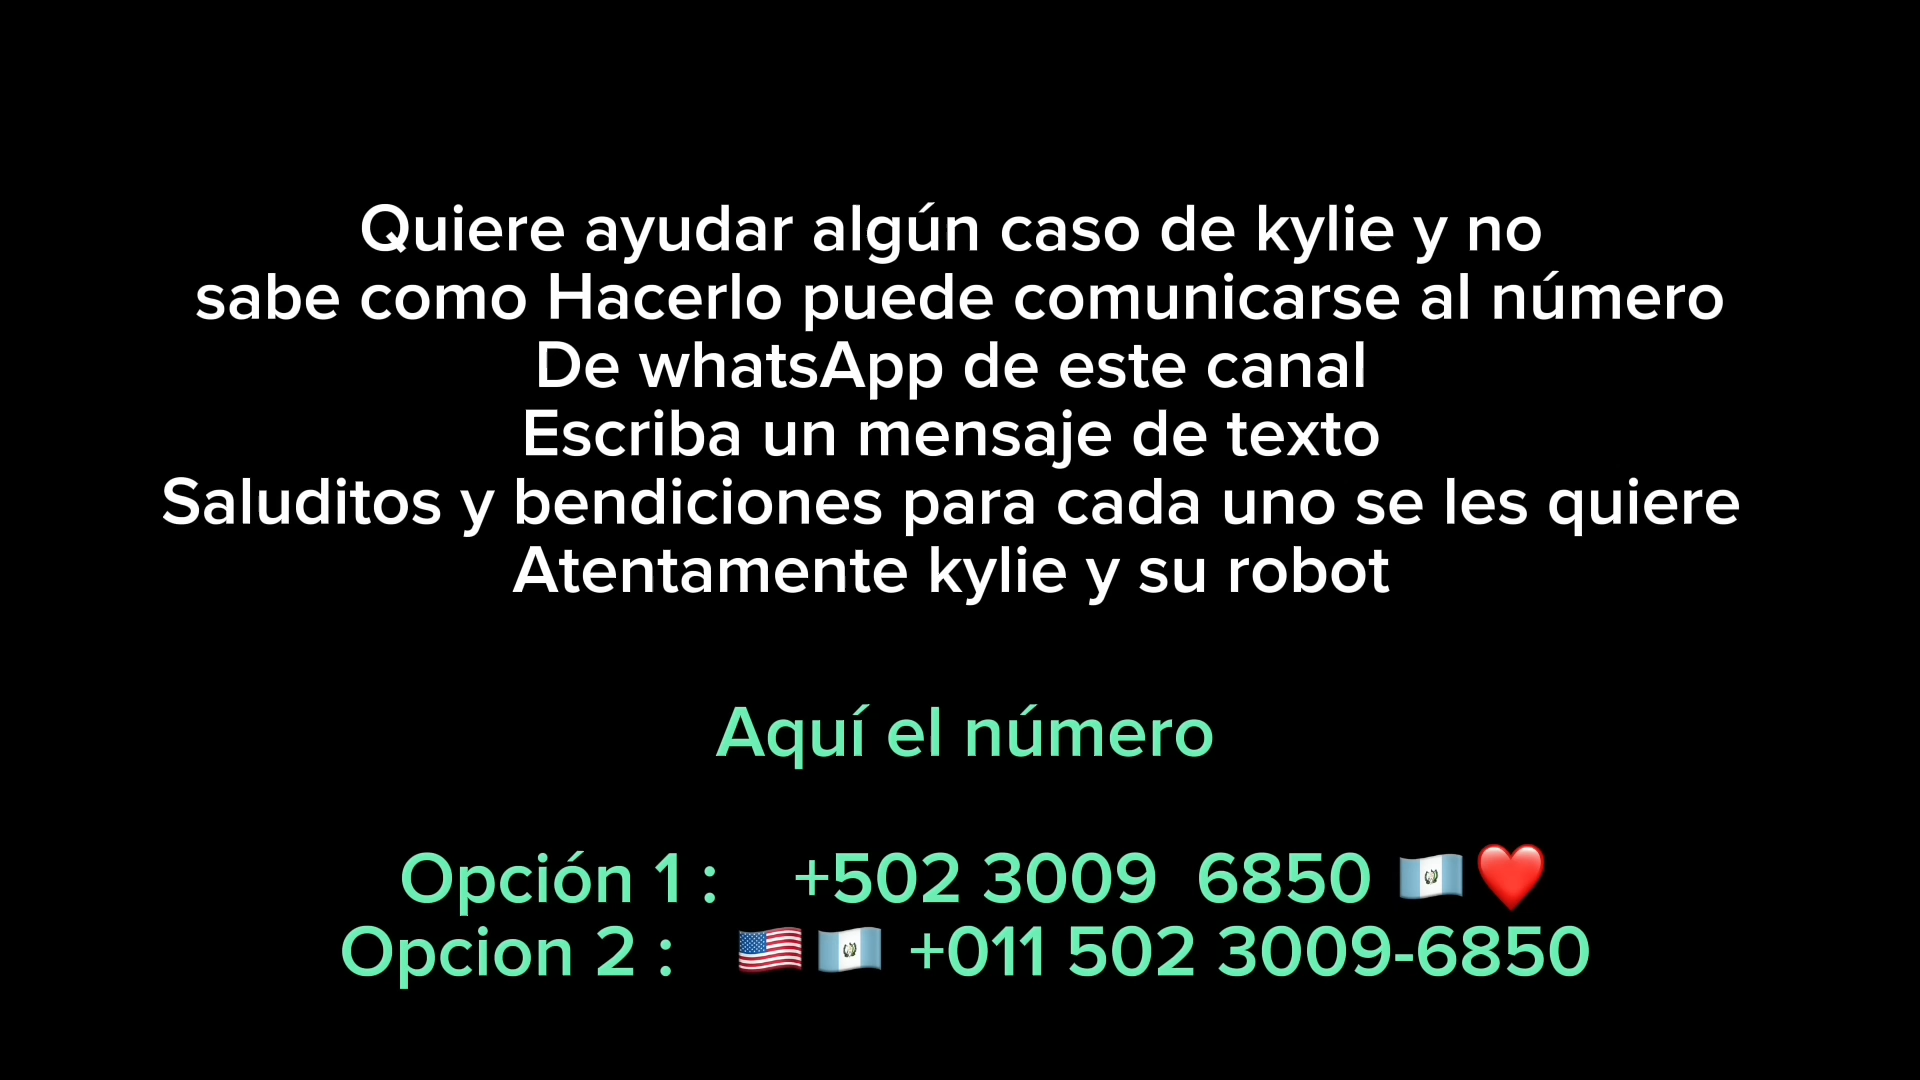 Quiere ayudar algún caso de kylie y no
sabe como Hacerlo puede comunicarse al número
De whatsApp de este canal
Escriba un mensaje de texto
Saluditos y bendiciones para cada uno se les quiere
Atentamente kylie y su robot
Aquí el número
Opción 1 : +502 3009 6850 🇬🇹❤️
Opcion 2 : 🇺🇸🇬🇹 +011 502 3009-6850